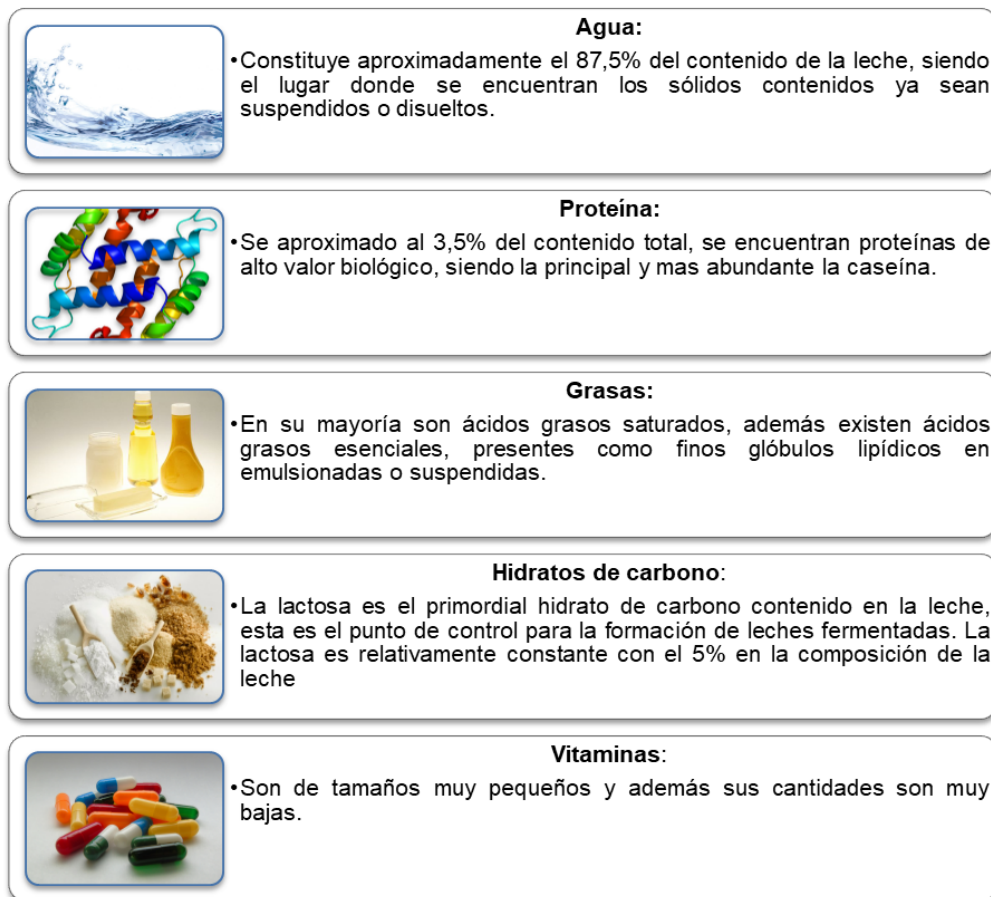 Agua:
•Constituye aproximadamente el 87,5% del contenido de la leche, siendo
el lugar donde se encuentran los sólidos contenidos ya sean
suspendidos o disueltos.
Proteína:
•Se aproximado al 3,5% del contenido total, se encuentran proteínas de
alto valor biológico, siendo la principal y mas abundante la caseína.
Grasas:
•En su mayoría son ácidos grasos saturados, además existen ácidos
grasos esenciales, presentes como finos glóbulos lipídicos en
emulsionadas o suspendidas.
Hidratos de carbono:
•La lactosa es el primordial hidrato de carbono contenido en la leche,
esta es el punto de control para la formación de leches fermentadas. La
lactosa es relativamente constante con el 5% en la composición de la
leche
Vitaminas:
•Son de tamaños muy pequeños y además sus cantidades son muy
bajas.